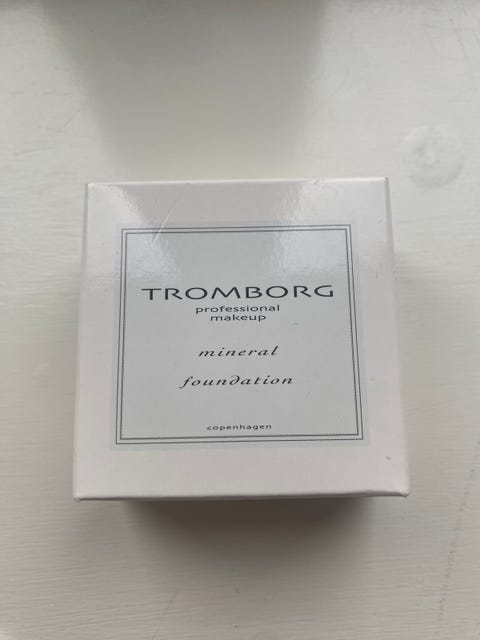 TROMBORG
professional
makeup
mineral
foundation
copenhagen